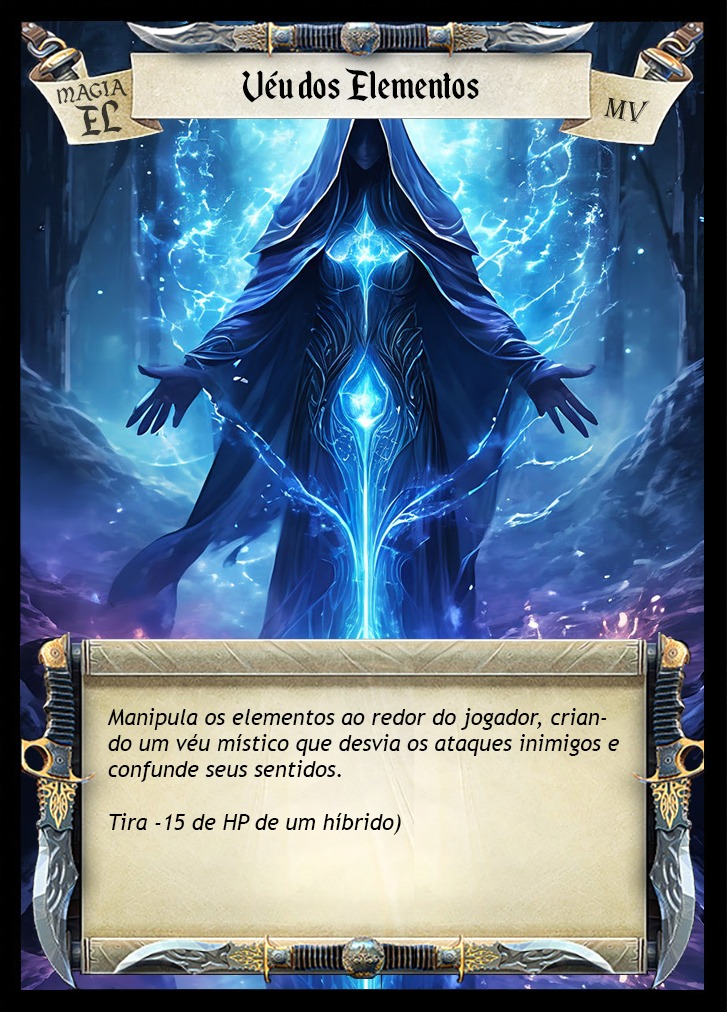 MAGIA
EL
Véu dos Elementos
MV
Manipula os elementos ao redor do jogador, crian-
do um véu místico que desvia os ataques inimigos e
confunde seus sentidos.
Tira -15 de HP de um híbrido)